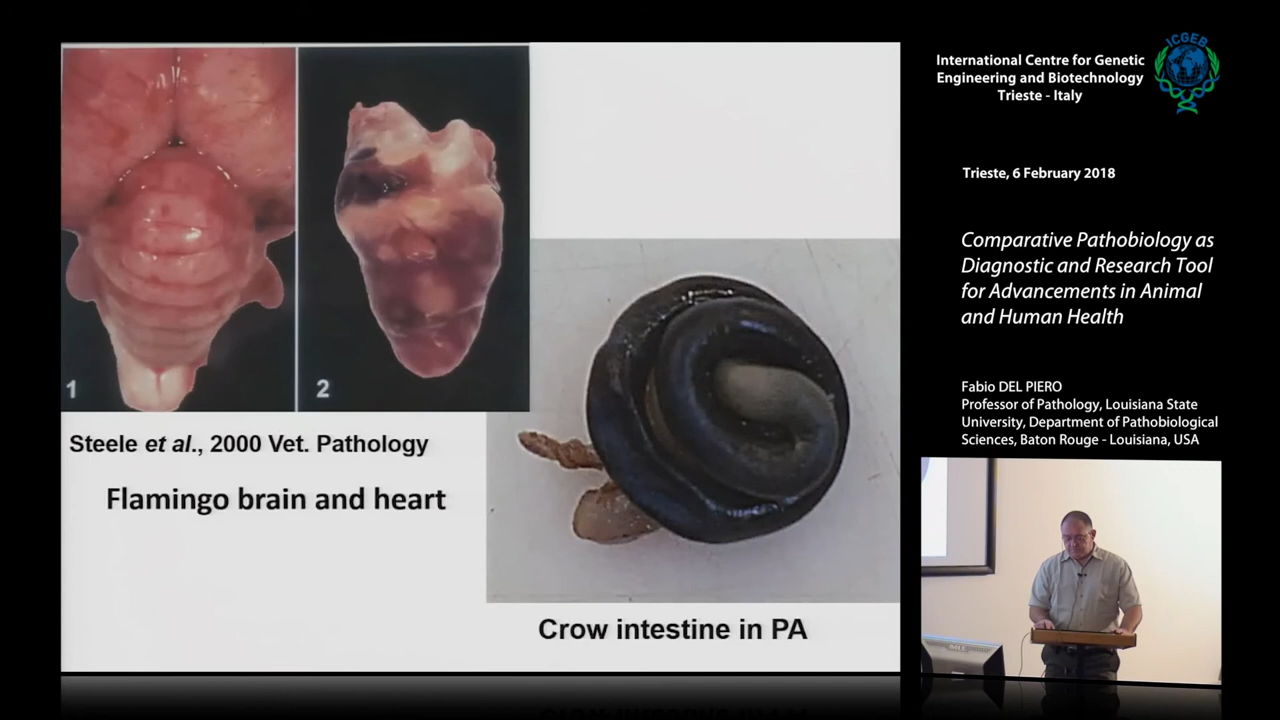 1
2
Steele et al., 2000 Vet. Pathology
Flamingo brain and heart
Crow intestine in PA
ICGEB
International Centre for Genetic
Engineering and Biotechnology
Trieste - Italy
Trieste, 6 February 2018
Comparative Pathobiology as
Diagnostic and Research Tool
for Advancements in Animal
and Human Health
Fabio DEL PIERO
Professor of Pathology, Louisiana State
University, Department of Pathobiological
Sciences, Baton Rouge - Louisiana, USA